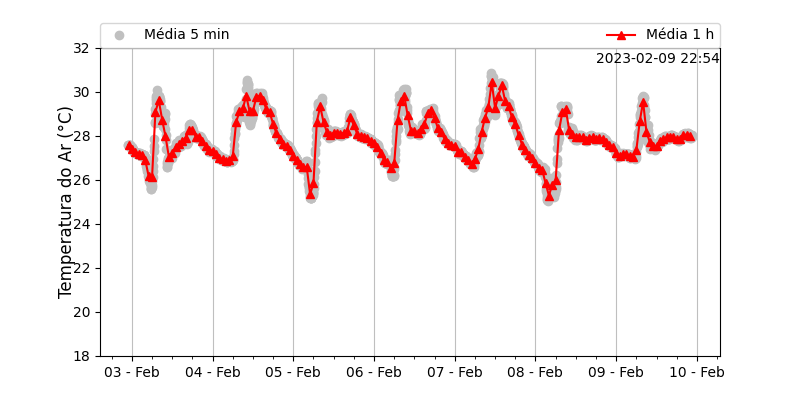 Média 5 min
Média 1 h
2023-02-09 22:54
Temperatura do Ar (°C)
32
30
28
26
24
22
20
18
03 - Feb
04 - Feb
05 - Feb
06 - Feb
07 - Feb
08 - Feb
09 - Feb
10 - Feb